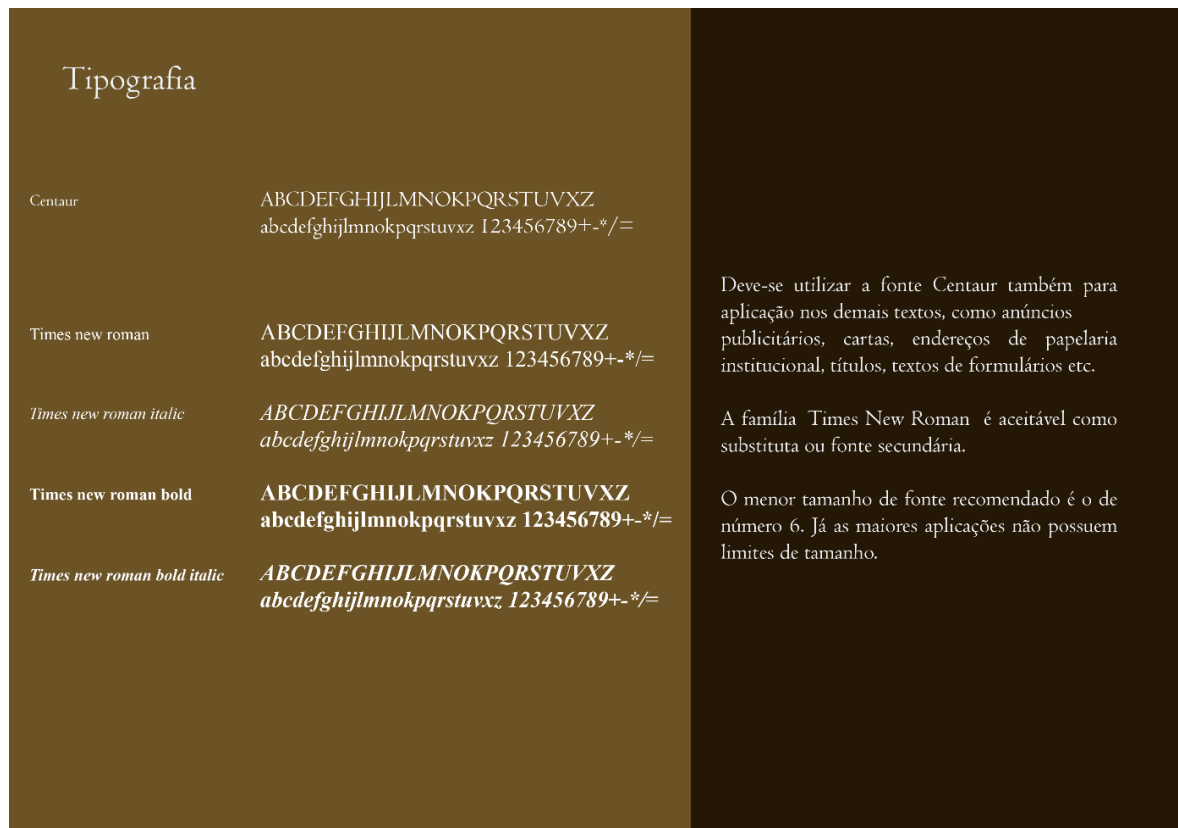 Tipografia
Centaur
ABCDEFGHIJLMNOKPQRSTUVXZ
abcdefghijlmnokpqrstuvxz 123456789+-*/=
Times new roman
ABCDEFGHIJLMNOKPQRSTUVXZ
abcdefghijlmnokpqrstuvxz 123456789+-*/=
Times new roman italic
ABCDEFGHIJLMNOKPQRSTUVXZ
abcdefghijlmnokpqrstuvxz 123456789+-*/=
Times new roman bold
ABCDEFGHIJLMNOKPQRSTUVXZ
abcdefghijlmnokpqrstuvxz 123456789+-*/=
Times new roman bold italic
ABCDEFGHIJLMNOKPQRSTUVXZ
abcdefghijlmnokpqrstuvxz 123456789+-*/=
Deve-se utilizar a fonte Centaur também para
aplicação nos demais textos, como anúncios
publicitários, cartas, endereços de papelaria
institucional, títulos, textos de formulários etc.
A família Times New Roman é aceitável como
substituta ou fonte secundária.
O menor tamanho de fonte recomendado é o de
número 6. Já as maiores aplicações não possuem
limites de tamanho.